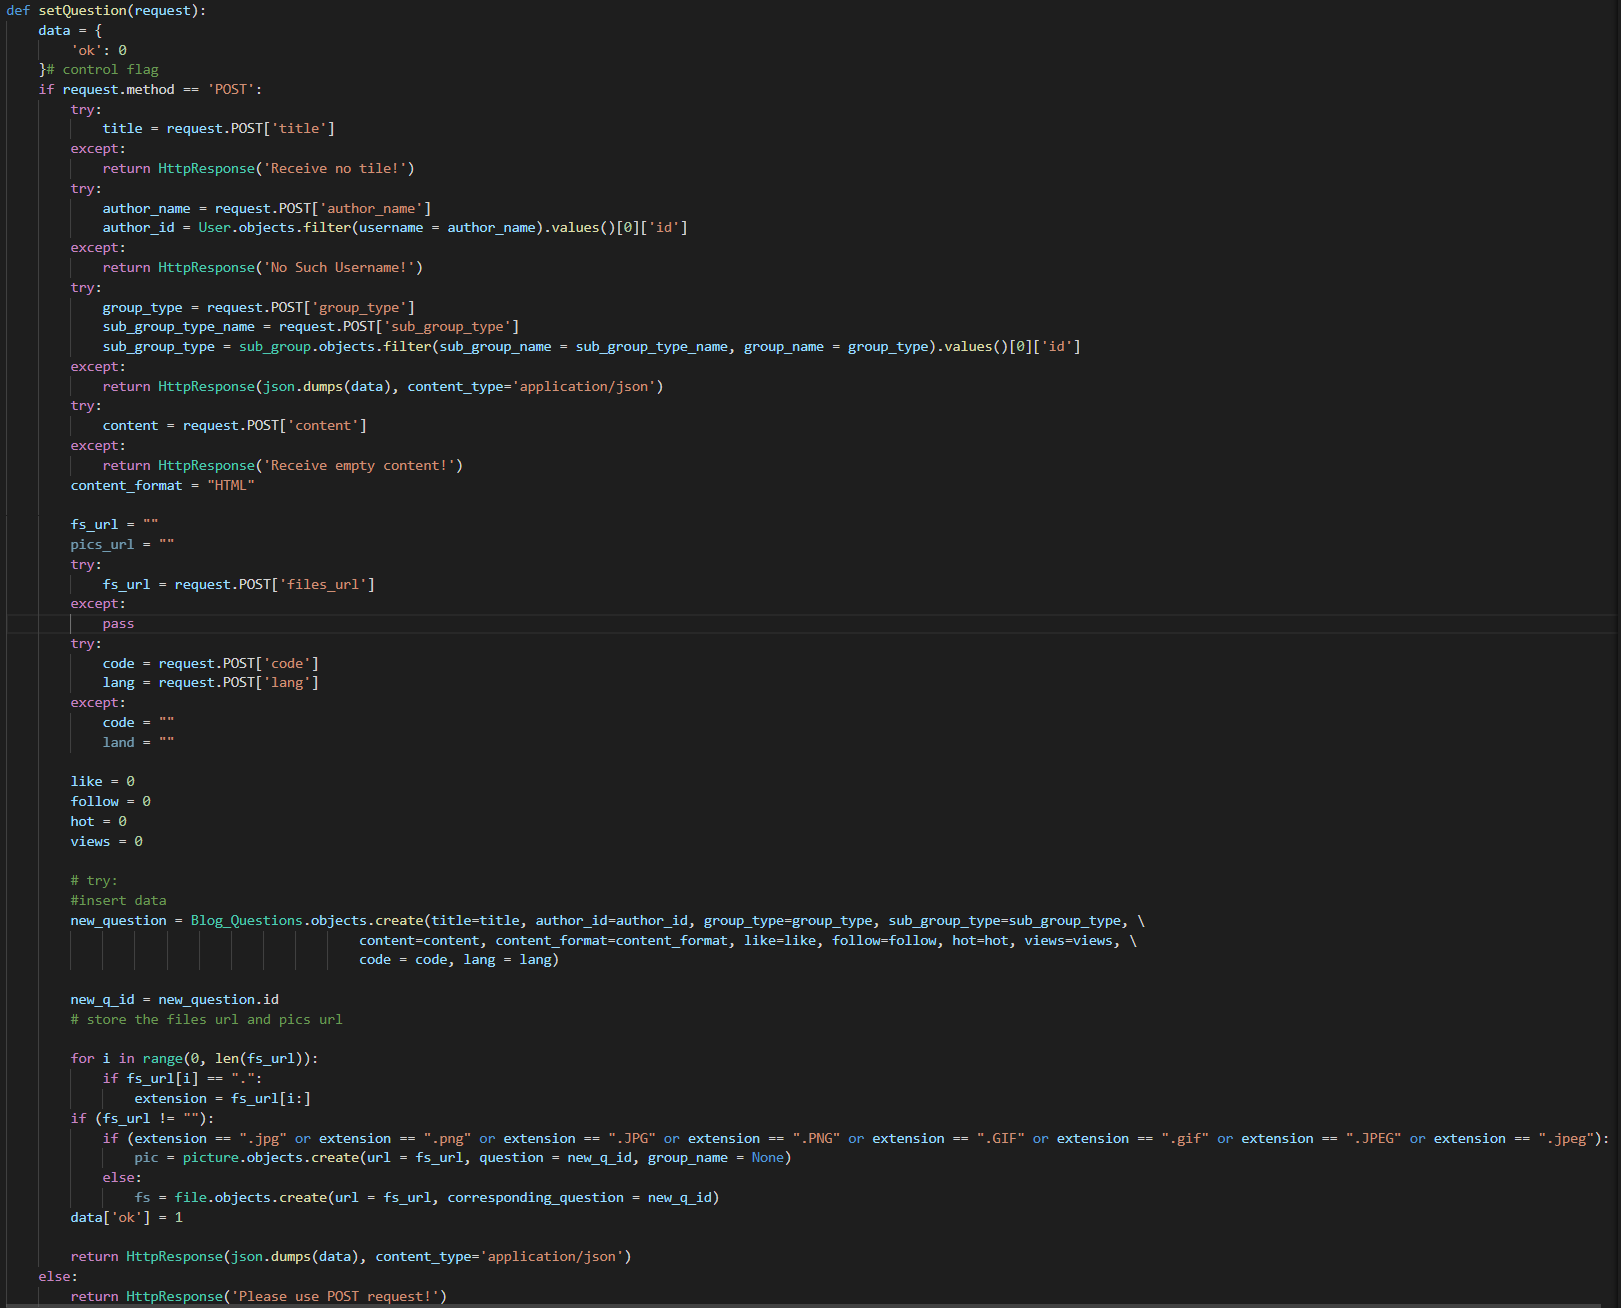 def setQuestion(request):
    data = {
        'ok': 0
    }# control flag
    if request.method == 'POST':
        try:
            title = request.POST['title']
        except:
            return HttpResponse('Receive no tile!')
        try:
            author_name = request.POST['author_name']
            author_id = User.objects.filter(username = author_name).values()[0]['id']
        except:
            return HttpResponse('No Such Username!')
        try:
            group_type = request.POST['group_type']
            sub_group_type_name = request.POST['sub_group_type']
            sub_group_type = sub_group.objects.filter(sub_group_name = sub_group_type_name, group_name = group_type).values()[0]['id']
        except:
            return HttpResponse(json.dumps(data), content_type='application/json')
        try:
            content = request.POST['content']
        except:
            return HttpResponse('Receive empty content!')
        content_format = "HTML"

        fs_url = ""
        pics_url = ""
        try:
            fs_url = request.POST['files_url']
        except:
            pass
        try:
            code = request.POST['code']
            lang = request.POST['lang']
        except:
            code = ""
            land = ""

        like = 0
        follow = 0
        hot = 0
        views = 0

        # try:
        #insert data
        new_question = Blog_Questions.objects.create(title=title, author_id=author_id, group_type=group_type, sub_group_type=sub_group_type, \
                                            content=content, content_format=content_format, like=like, follow=follow, hot=hot, views=views, \
                                            code = code, lang = lang)

        new_q_id = new_question.id
        # store the files url and pics url

        for i in range(0, len(fs_url)):
            if fs_url[i] == ".":
                extension = fs_url[i:]
        if (fs_url != ""):
            if (extension == ".jpg" or extension == ".png" or extension == ".JPG" or extension == ".PNG" or extension == ".GIF" or extension == ".gif" or extension == ".JPEG" or extension == ".jpeg"):
                pic = picture.objects.create(url = fs_url, question = new_q_id, group_name = None)
            else:
                fs = file.objects.create(url = fs_url, corresponding_question = new_q_id)
        data['ok'] = 1

        return HttpResponse(json.dumps(data), content_type='application/json')
    else:
        return HttpResponse('Please use POST request!')